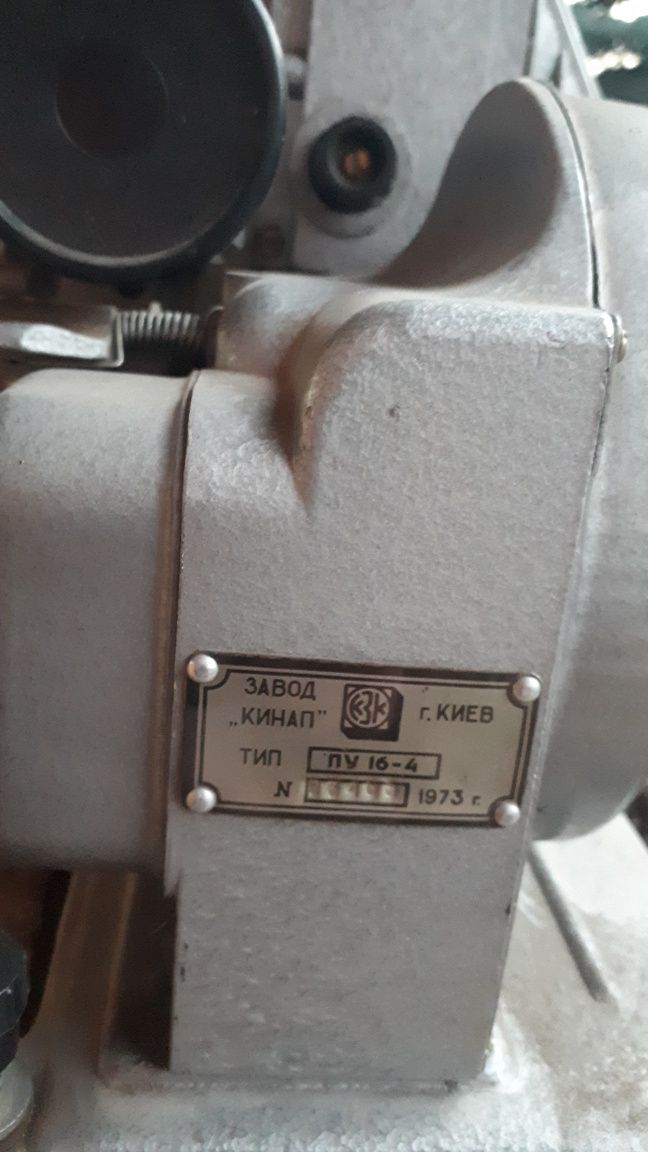 ЗАВОД
„КИНАП" г. КИЕВ
ТИП ПУ 16-4
N 1973 г.